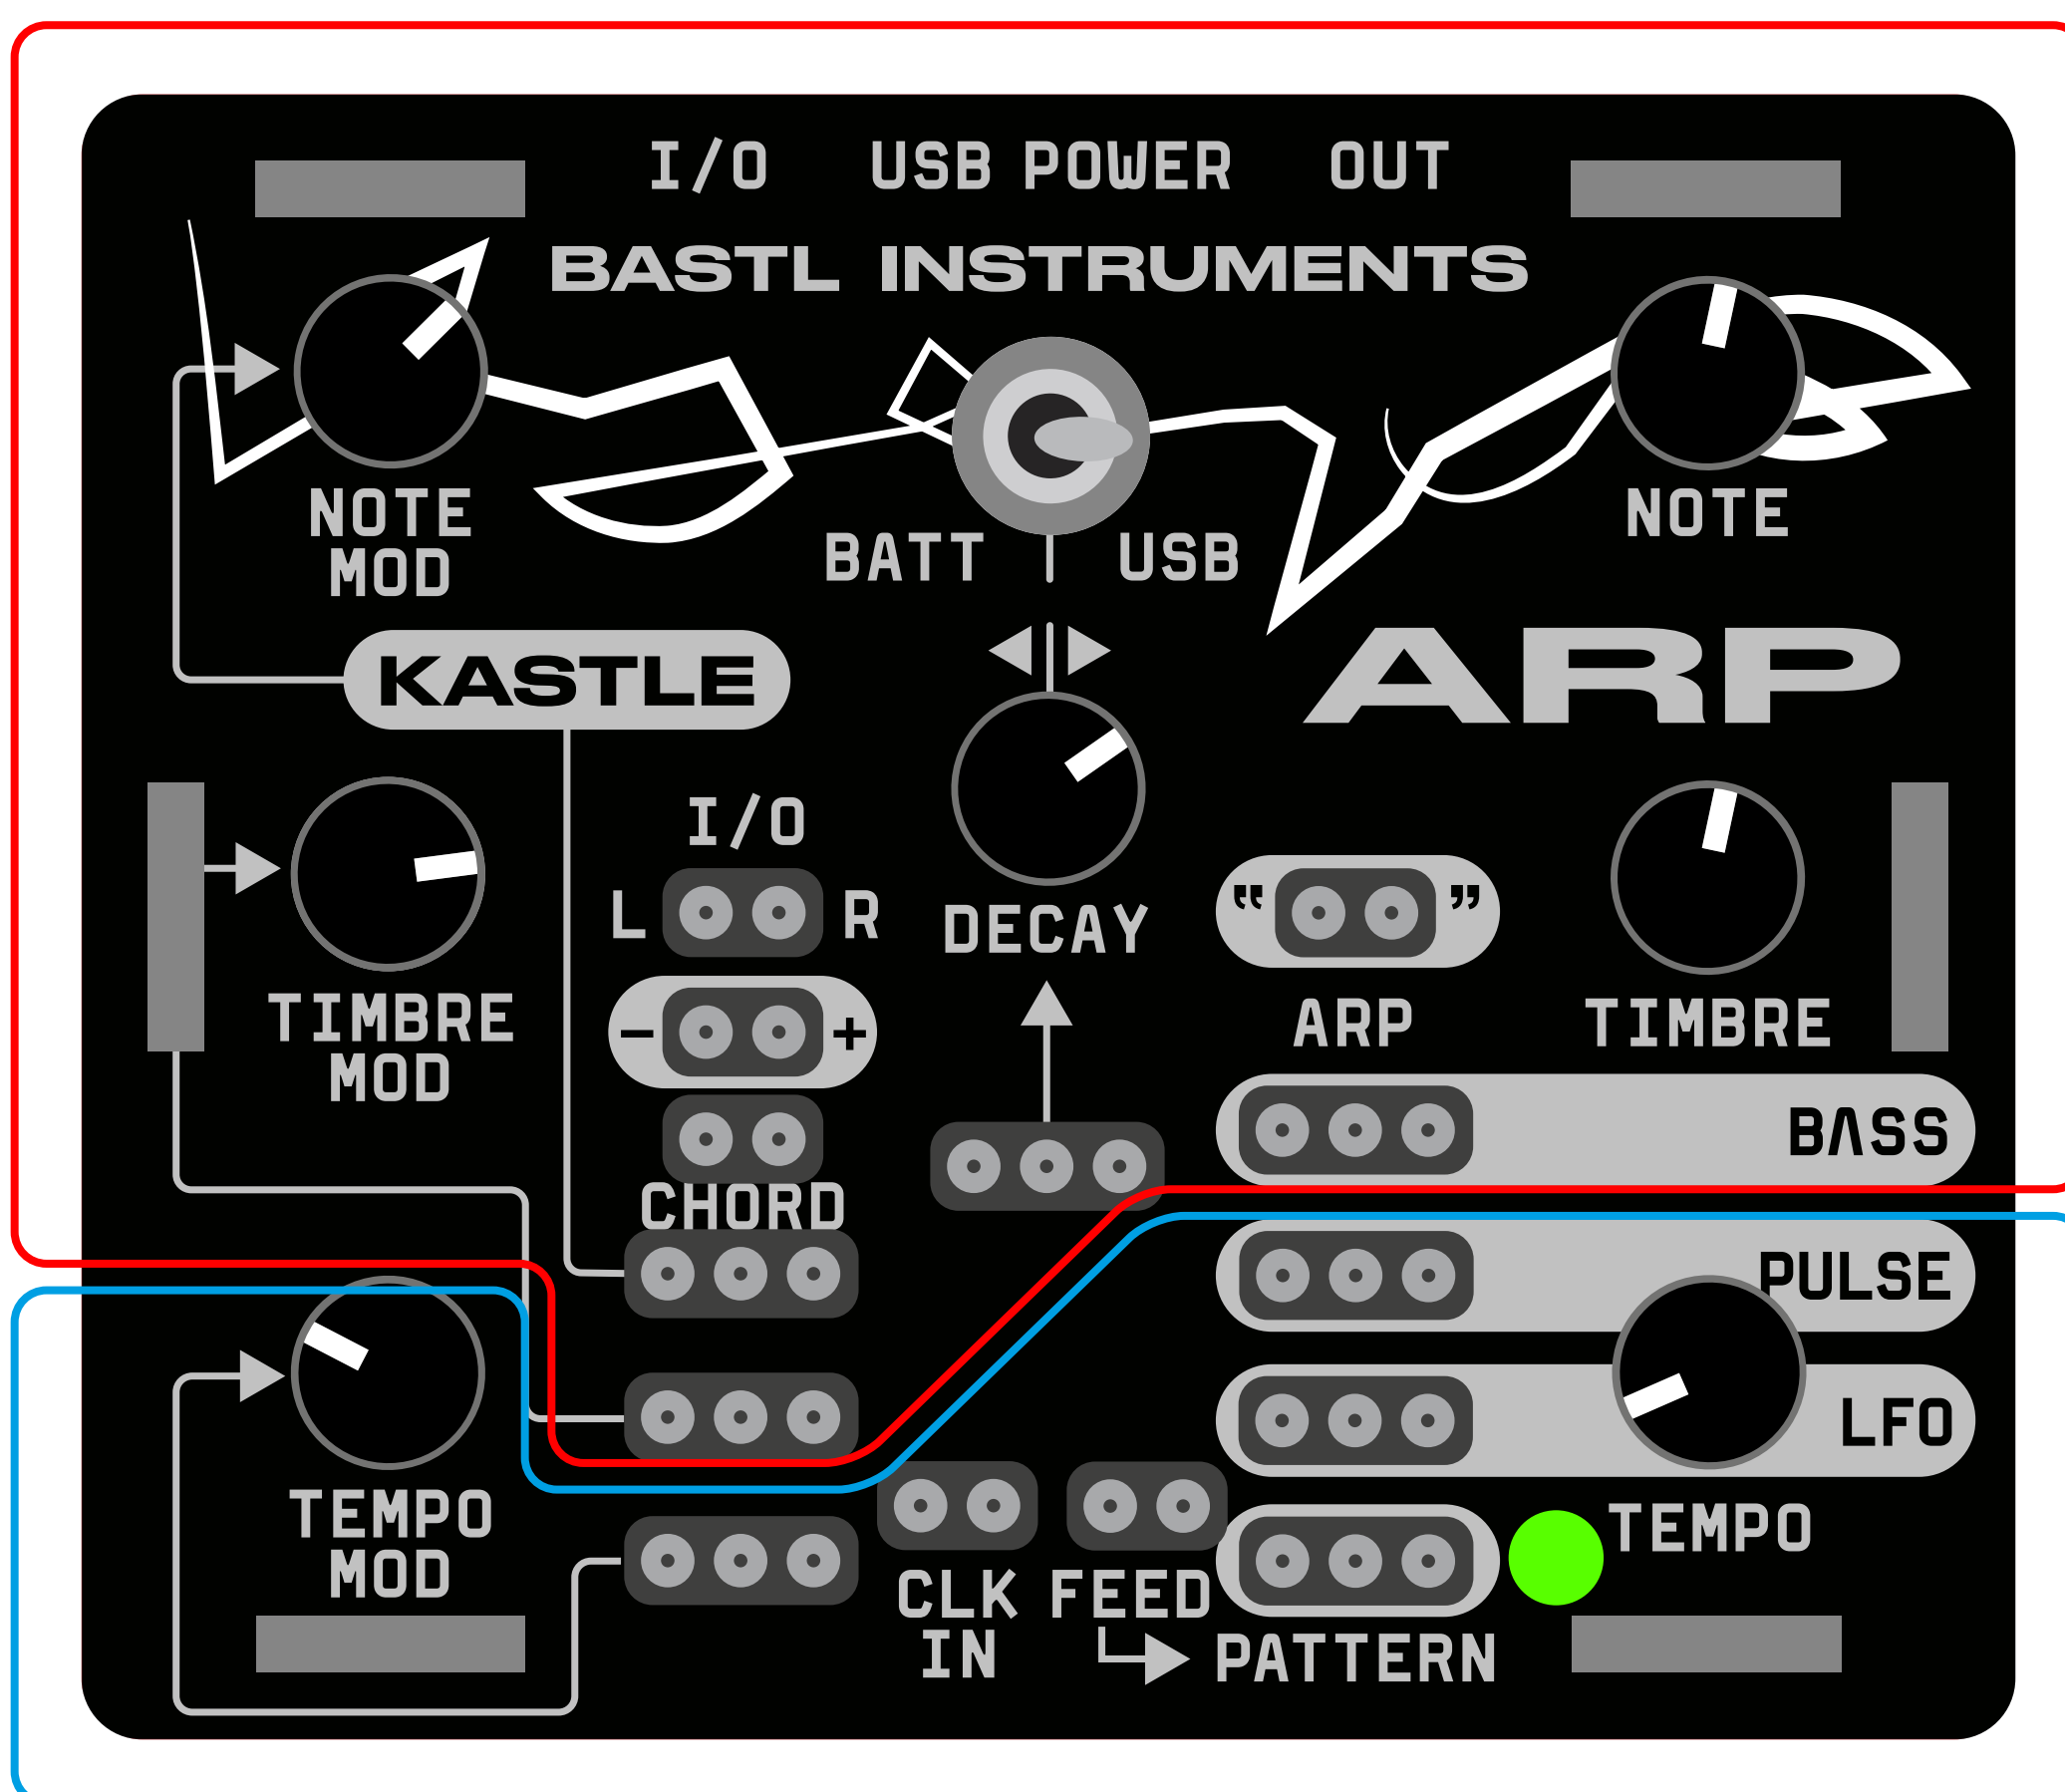 I/O USB POWER OUT
BASTL INSTRUMENTS
NOTE
MOD
BATT USB
NOTE
KASTLE
ARP
I/O
L R
DECAY
" "
ARP
TIMBRE
TIMBRE
MOD
- +
CHORD
BASS
PULSE
LFO
TEMPO
MOD
CLK
IN
FEED
PATTERN
TEMPO